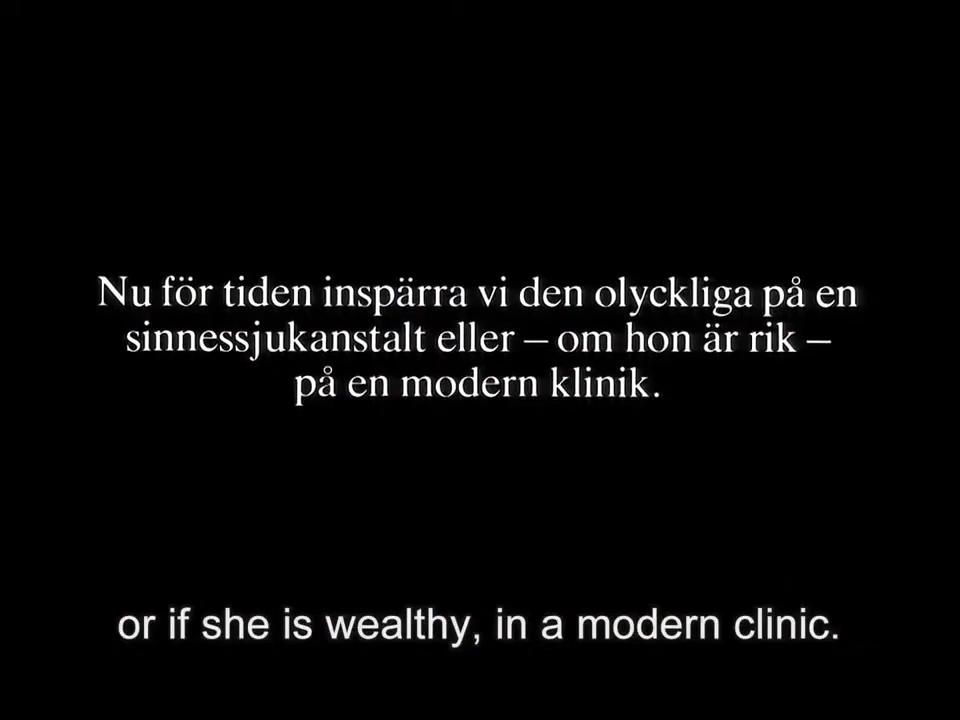 Nu för tiden inspärra vi den olyckliga på en
sinnessjukanstalt eller – om hon är rik –
på en modern klinik.
or if she is wealthy, in a modern clinic.